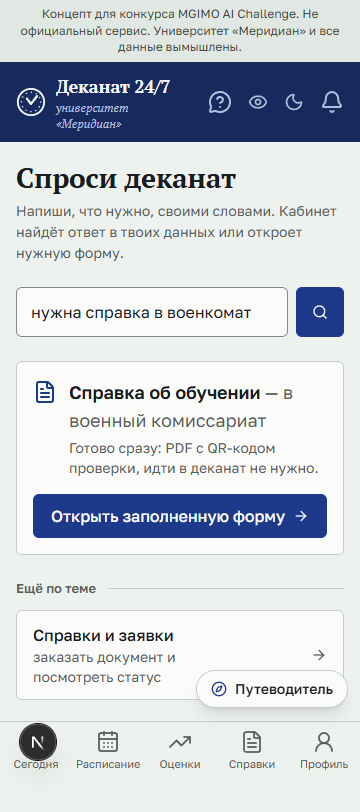 Концепт для конкурса MGIMO AI Challenge. Не
официальный сервис. Университет «Меридиан» и все
данные вымышлены.
Деканат 24/7
университет
«Меридиан»
Спроси деканат
Напиши, что нужно, своими словами. Кабинет
найдёт ответ в твоих данных или откроет
нужную форму.
нужна справка в военкомат
Справка об обучении — в
военный комиссариат
Готово сразу: PDF с QR-кодом
проверки, идти в деканат не нужно.
Открыть заполненную форму
Ещё по теме
Справки и заявки
заказать документ и
посмотреть статус
Путеводитель
N
Сегодня
Расписание
Оценки
Справки
Профиль